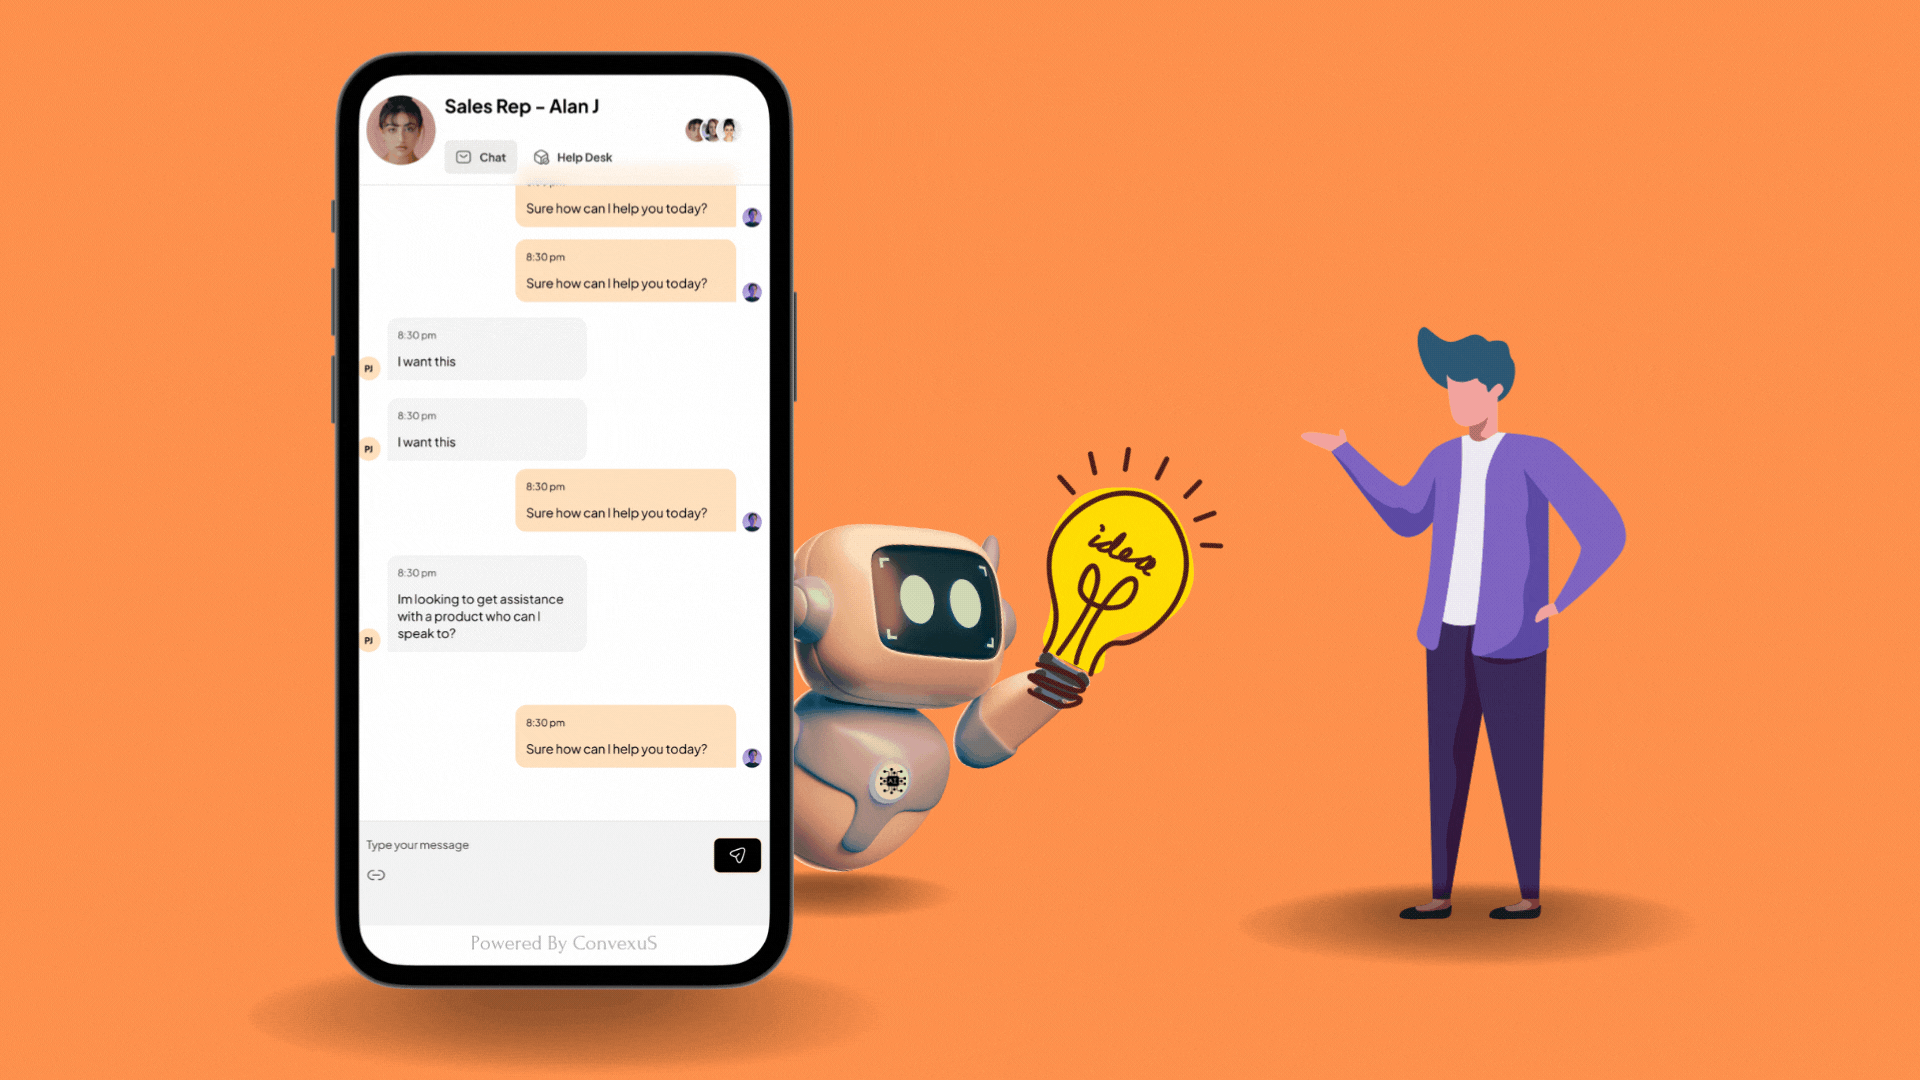 Sales Rep – Alan J
Chat
Help Desk
Sure how can I help you today?
8:30 pm
Sure how can I help you today?
8:30 pm
I want this
PJ
8:30 pm
I want this
PJ
8:30 pm
Sure how can I help you today?
8:30 pm
Im looking to get assistance
with a product who can I
speak to?
PJ
8:30 pm
Sure how can I help you today?
Type your message
Powered By ConvexuS
idea
AI